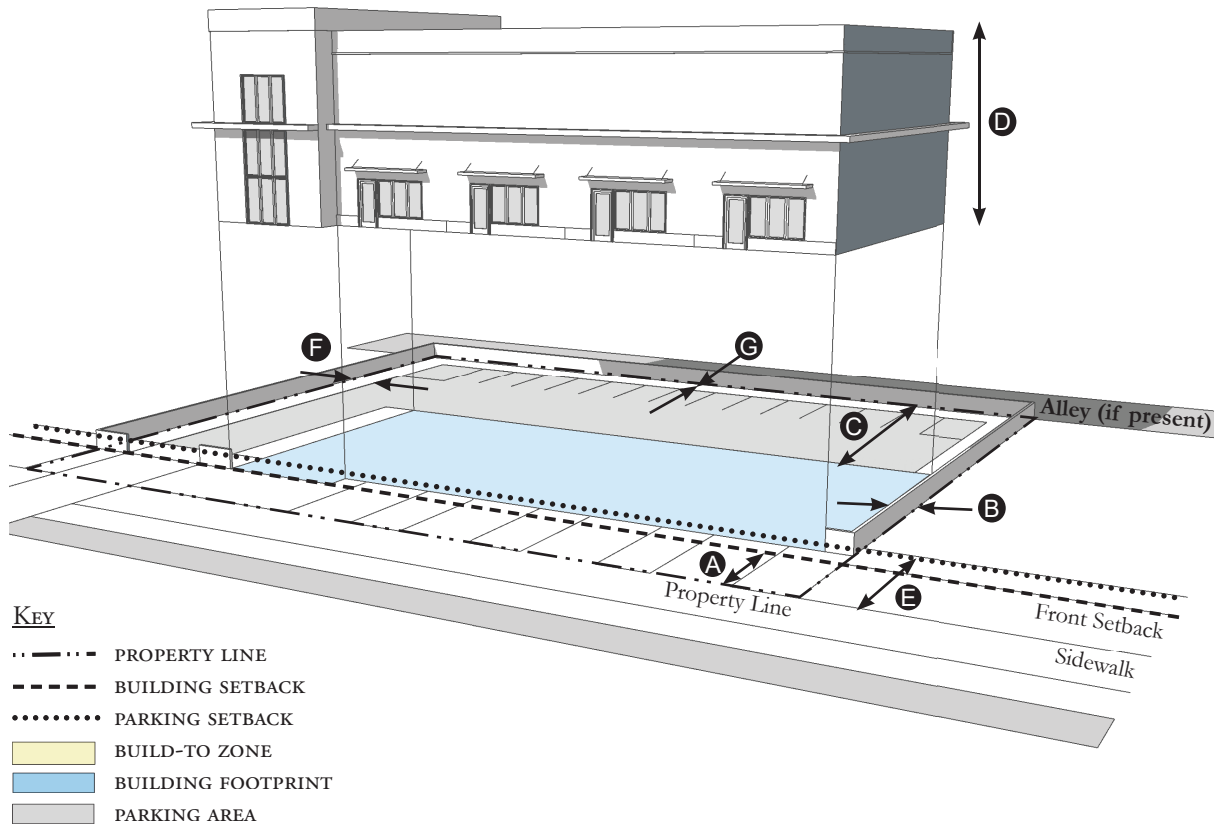 D
F
G
Alley (if present)
C
B
A
E
Property Line
Front Setback
Sidewalk
KEY
PROPERTY LINE
BUILDING SETBACK
PARKING SETBACK
BUILD-TO ZONE
BUILDING FOOTPRINT
PARKING AREA